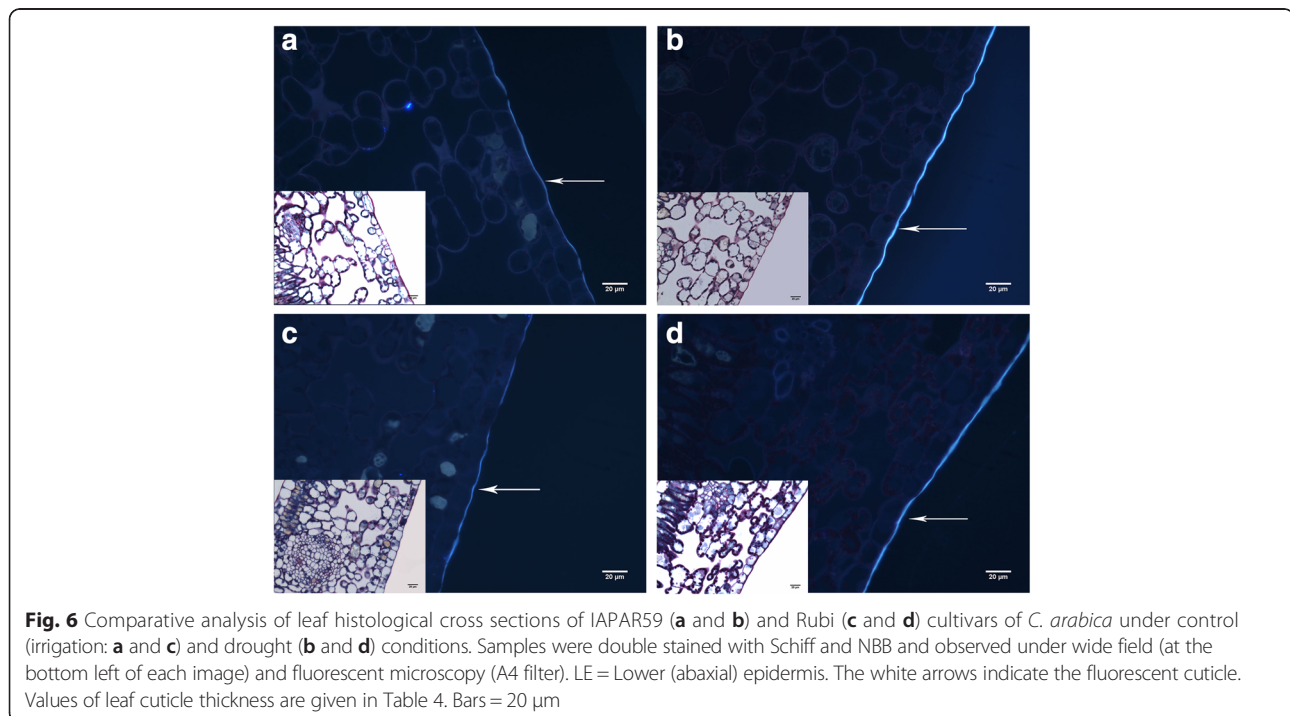 a
b
20 µm
20 µm
c
d
20 µm
20 µm
Fig. 6 Comparative analysis of leaf histological cross sections of IAPAR59 (a and b) and Rubi (c and d) cultivars of C. arabica under control
(irrigation: a and c) and drought (b and d) conditions. Samples were double stained with Schiff and NBB and observed under wide field (at the
bottom left of each image) and fluorescent microscopy (A4 filter). LE = Lower (abaxial) epidermis. The white arrows indicate the fluorescent cuticle.
Values of leaf cuticle thickness are given in Table 4. Bars = 20 µm